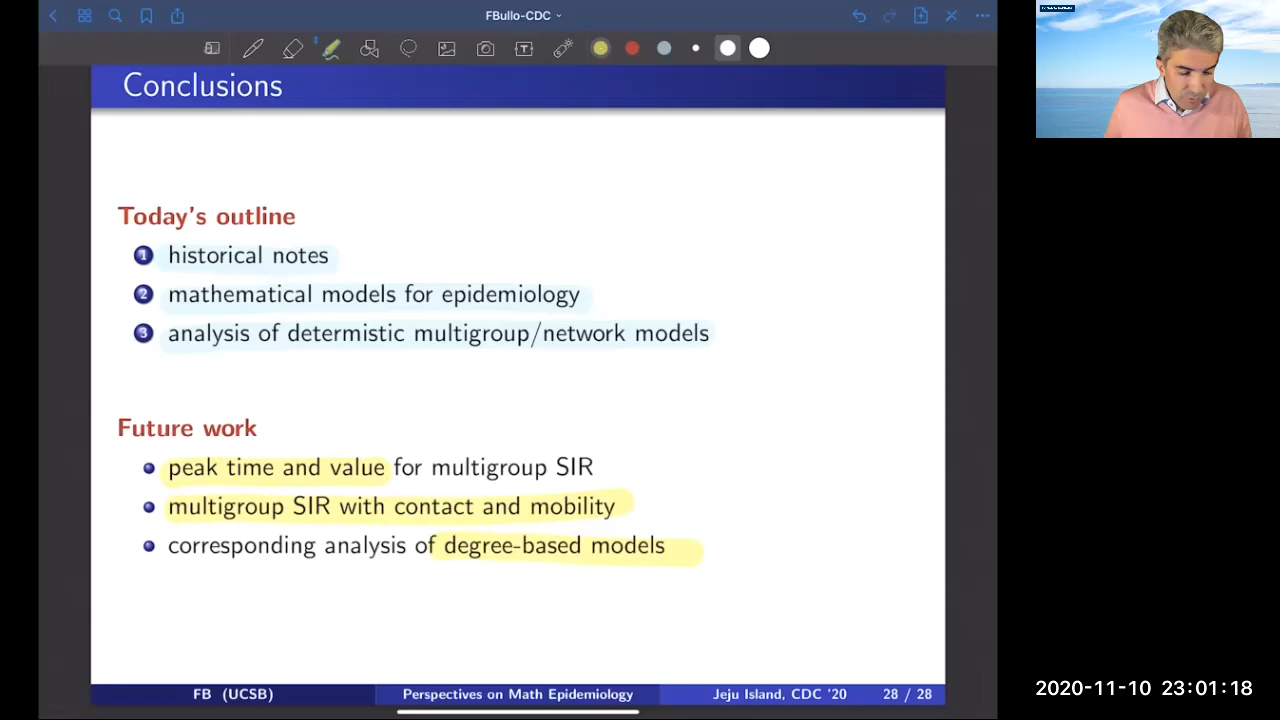 FBullo-CDC
Conclusions
Today's outline
1 historical notes
2 mathematical models for epidemiology
3 analysis of determistic multigroup/network models
Future work
peak time and value for multigroup SIR
multigroup SIR with contact and mobility
corresponding analysis of degree-based models
FB (UCSB) Perspectives on Math Epidemiology Jeju Island, CDC '20 28 / 28
2020-11-10 23:01:18